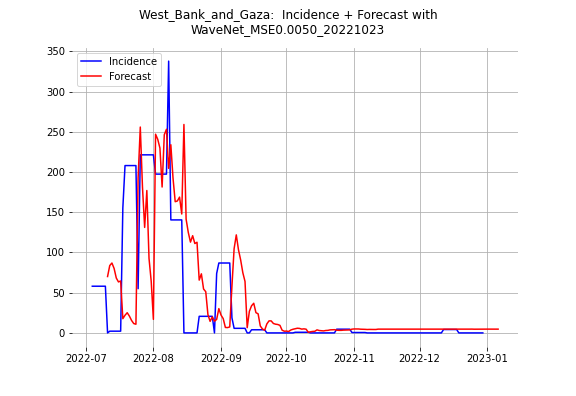 West_Bank_and_Gaza:  Incidence + Forecast with
WaveNet_MSE0.0050_20221023
Incidence
Forecast
350
300
250
200
150
100
50
0
2022-07 2022-08 2022-09 2022-10 2022-11 2022-12 2023-01